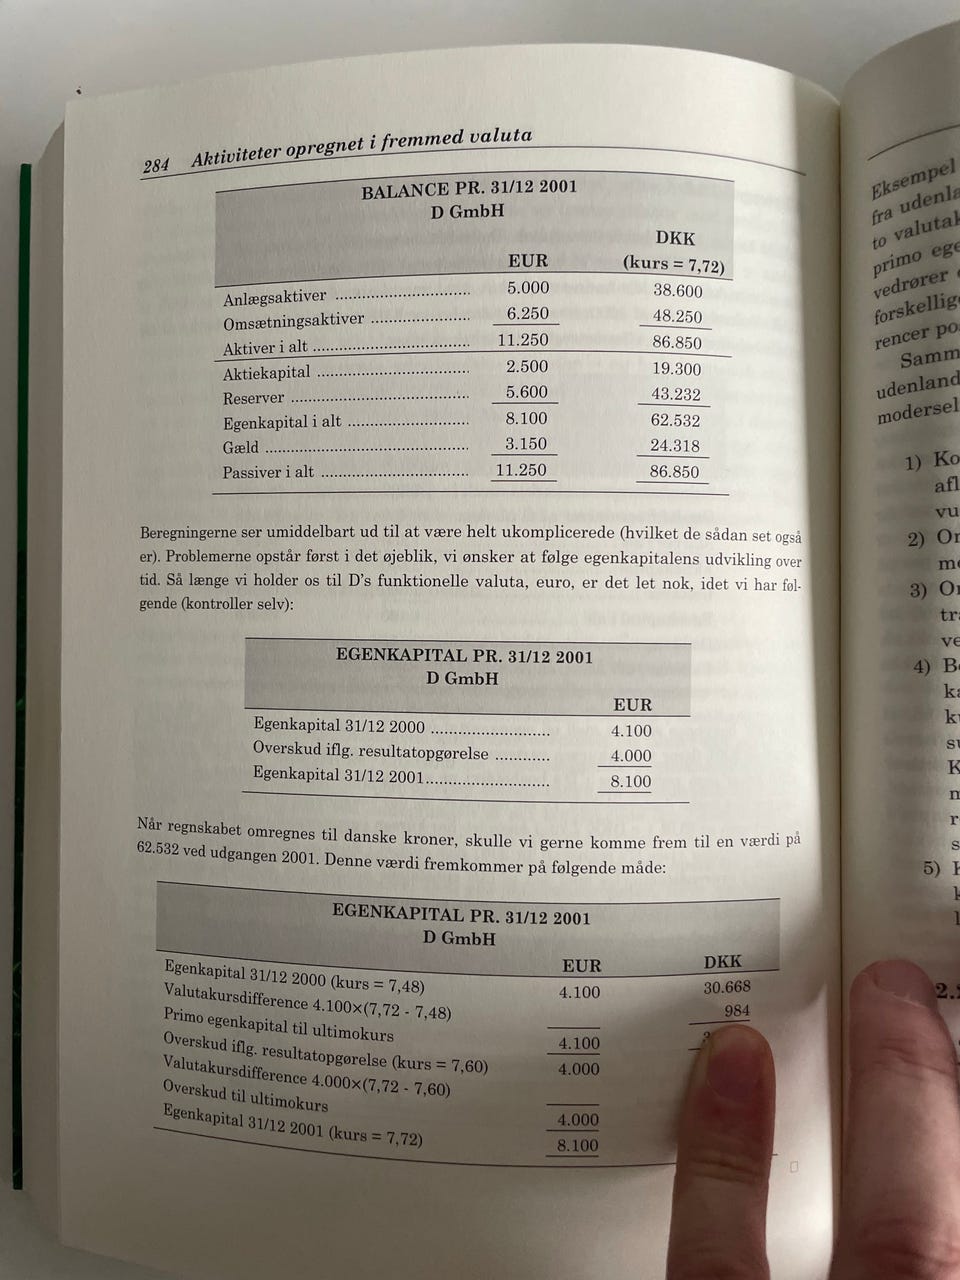 284 Aktiviteter opregnet i fremmed valuta
BALANCE PR. 31/12 2001
D GmbH
DKK
EUR (kurs = 7,72)
Anlægsaktiver .............................. 5.000 38.600
Omsætningsaktiver ...................... 6.250 48.250
Aktiver i alt ................................... 11.250 86.850
Aktiekapital .................................. 2.500 19.300
Reserver ........................................ 5.600 43.232
Egenkapital i alt ........................... 8.100 62.532
Gæld .............................................. 3.150 24.318
Passiver i alt ................................. 11.250 86.850
Beregningerne ser umiddelbart ud til at være helt ukomplicerede (hvilket de sådan set også
er). Problemerne opstår først i det øjeblik, vi ønsker at følge egenkapitalens udvikling over
tid. Så længe vi holder os til D's funktionelle valuta, euro, er det let nok, idet vi har føl-
gende (kontroller selv):
EGENKAPITAL PR. 31/12 2001
D GmbH
EUR
Egenkapital 31/12 2000 ......................... 4.100
Overskud iflg. resultatopgørelse ............ 4.000
Egenkapital 31/12 2001.......................... 8.100
Når regnskabet omregnes til danske kroner, skulle vi gerne komme frem til en værdi på
62.532 ved udgangen 2001. Denne værdi fremkommer på følgende måde:
EGENKAPITAL PR. 31/12 2001
D GmbH
EUR DKK
Egenkapital 31/12 2000 (kurs = 7,48) 4.100 30.668
Valutakursdifference 4.100×(7,72 - 7,48) 984
Primo egenkapital til ultimokurs 4.100
Overskud iflg. resultatopgørelse (kurs = 7,60) 4.000
Valutakursdifference 4.000×(7,72 - 7,60)
Overskud til ultimokurs 4.000
Egenkapital 31/12 2001 (kurs = 7,72) 8.100
Eksempel
fra udenla
to valutak
primo ege
vedrører
forskellig
rencer po
Samm
udenland
modersel
1) Ko
afl
vu
2) Or
me
3) Or
tra
ve
4) Be
ka
ku
su
K
m
r
s
5) K
k
l
2.